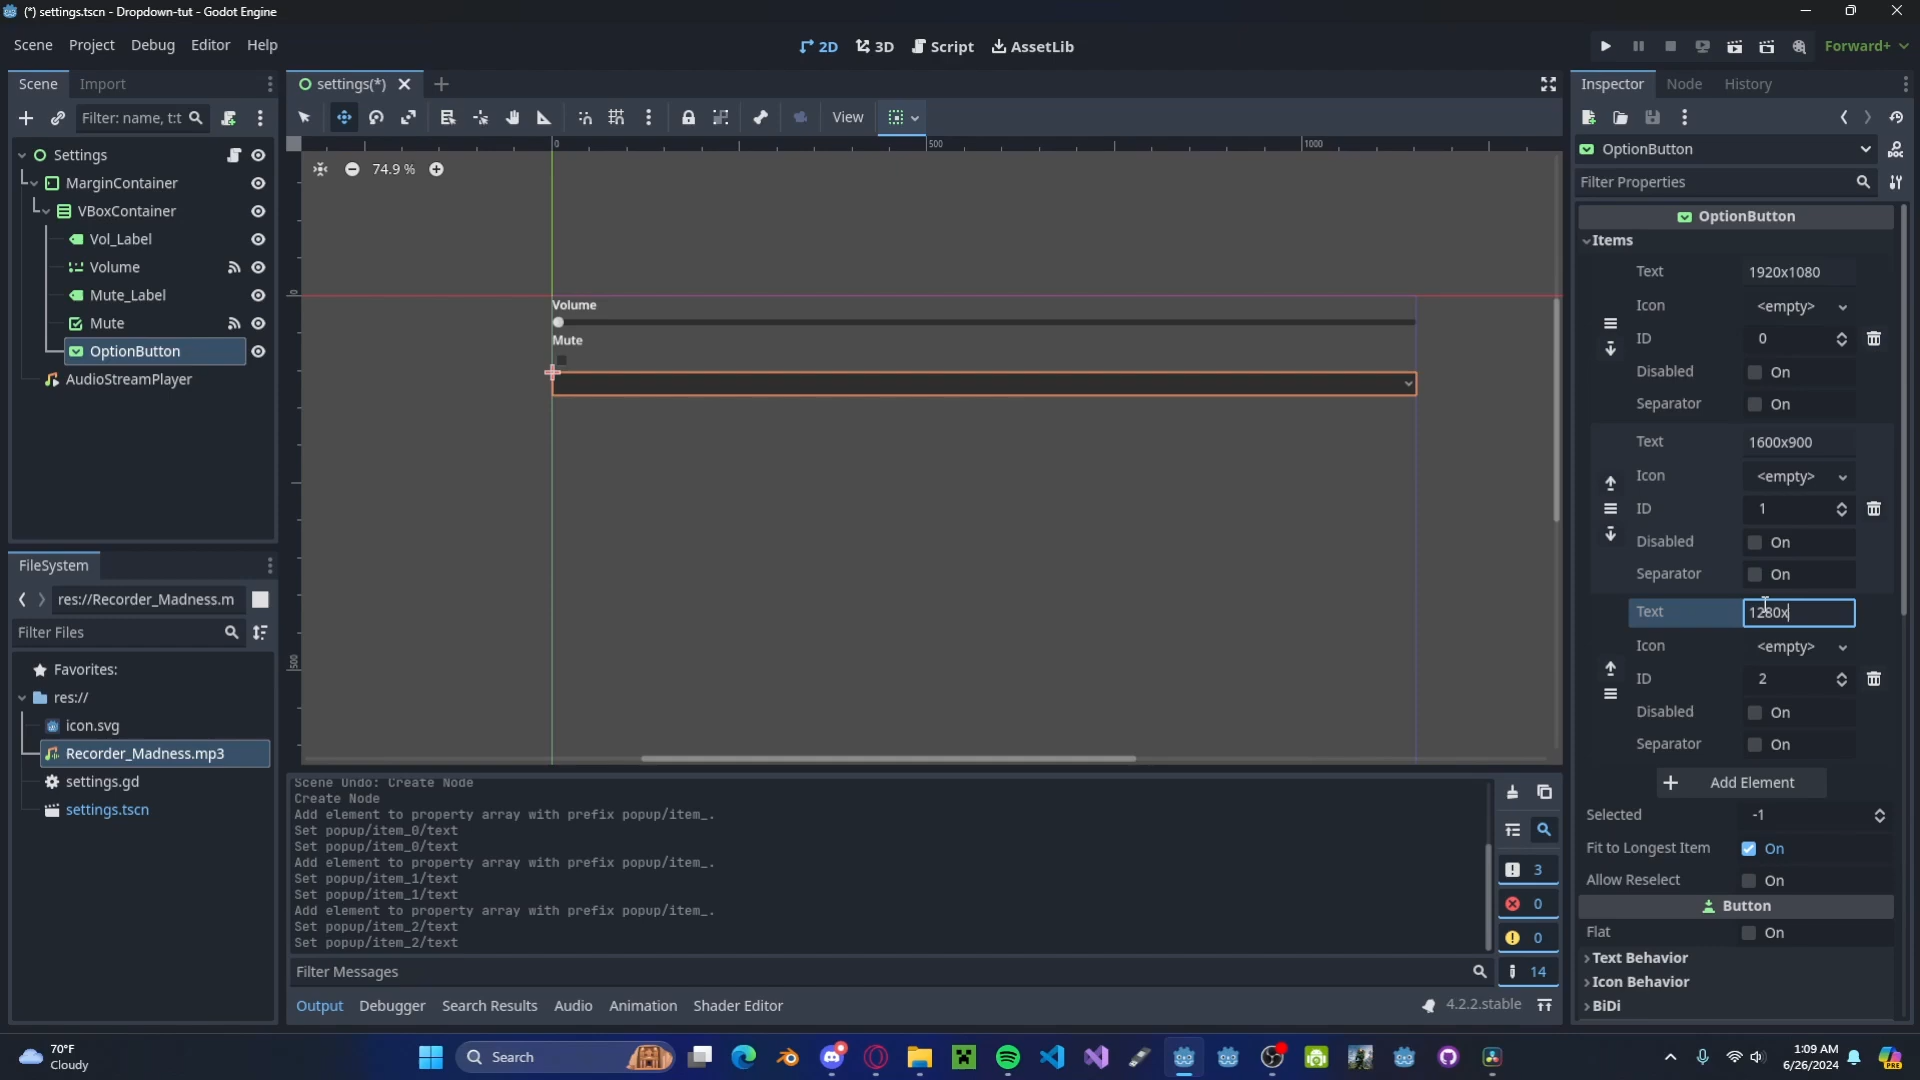 (*) settings.tscn - Dropdown-tut - Godot Engine
Scene Project Debug Editor Help
2D 3D Script AssetLib
Forward+
Scene Import
settings(*)
Inspector Node History
Filter: name, t:t
View
Settings
MarginContainer
VBoxContainer
Vol_Label
Volume
Mute_Label
Mute
OptionButton
AudioStreamPlayer
FileSystem
res://Recorder_Madness.m
Filter Files
Favorites:
res://
icon.svg
Recorder_Madness.mp3
settings.gd
settings.tscn
0 500 1000
0
500
74.9 %
Volume
Mute
Scene Undo: Create Node
Create Node
Add element to property array with prefix popup/item_.
Set popup/item_0/text
Set popup/item_0/text
Add element to property array with prefix popup/item_.
Set popup/item_1/text
Set popup/item_1/text
Add element to property array with prefix popup/item_.
Set popup/item_2/text
Set popup/item_2/text
3
0
0
14
Filter Messages
Output Debugger Search Results Audio Animation Shader Editor
4.2.2.stable
OptionButton
DOC
Filter Properties
OptionButton
Items
Text 1920x1080
Icon <empty>
ID 0
Disabled On
Separator On
Text 1600x900
Icon <empty>
ID 1
Disabled On
Separator On
Text 1280x
Icon <empty>
ID 2
Disabled On
Separator On
Add Element
Selected -1
Fit to Longest Item On
Allow Reselect On
Button
Flat On
Text Behavior
Icon Behavior
BiDi
70°F
Cloudy
Search
1:09 AM
6/26/2024
PRE